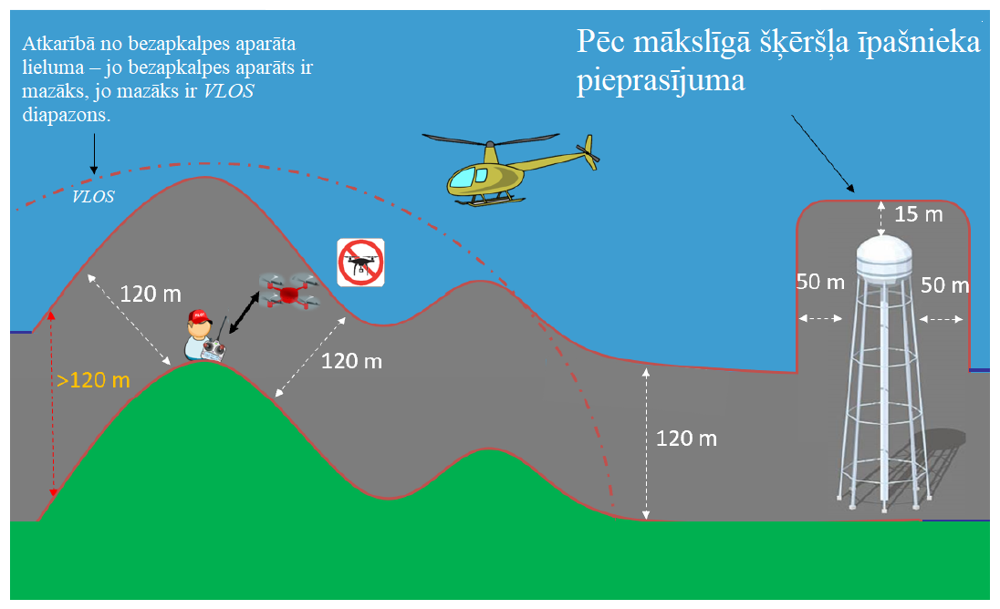 Atkarībā no bezapkalpes aparāta
lieluma – jo bezapkalpes aparāts ir
mazāks, jo mazāks ir VLOS
diapazons.
Pēc mākslīgā šķēršļa īpašnieka
pieprasījuma
VLOS
15 m
50 m
50 m
120 m
PILOT
120 m
>120 m
120 m